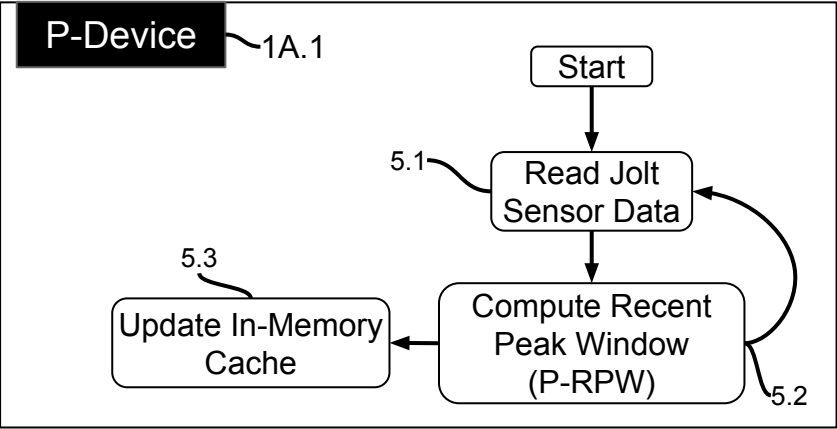 P-Device
1A.1
Start
5.1
Read Jolt
Sensor Data
5.3
Update In-Memory
Cache
Compute Recent
Peak Window
(P-RPW)
5.2